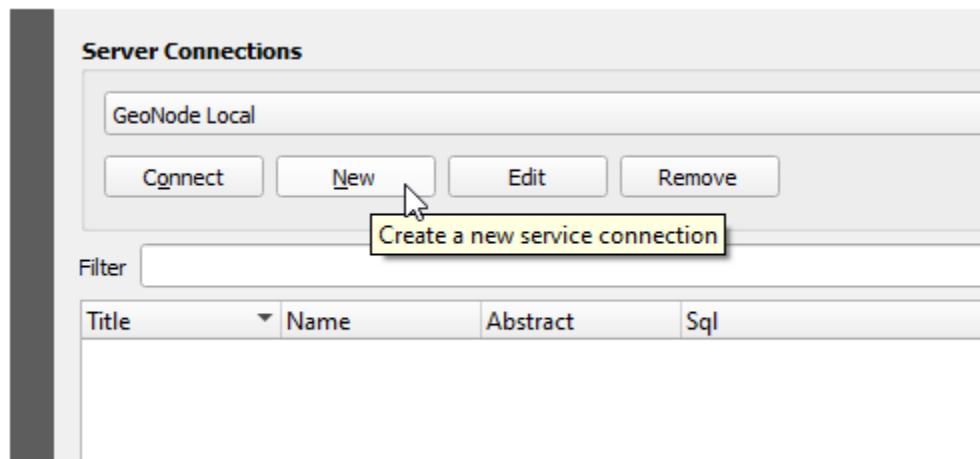 Server Connections
GeoNode Local
Connect New Edit Remove
Create a new service connection
Filter
Title Name Abstract Sql